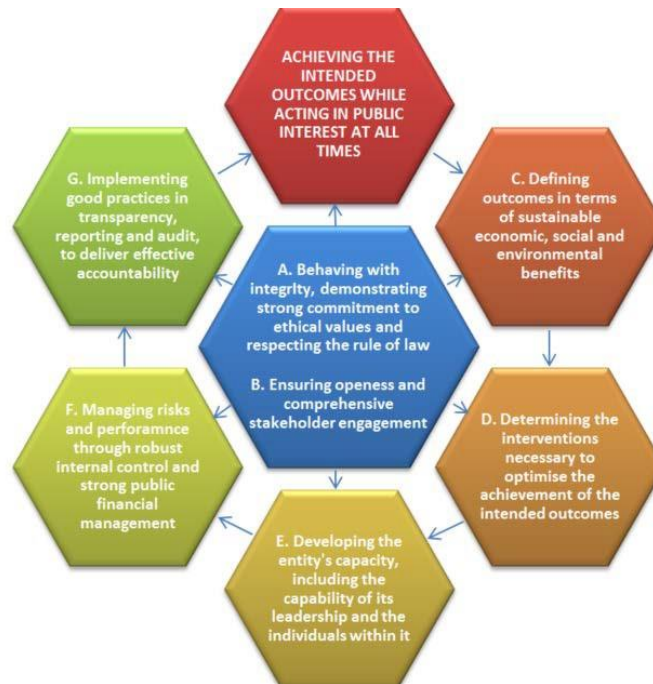 ACHIEVING THE
INTENDED
OUTCOMES WHILE
ACTING IN PUBLIC
INTEREST AT ALL
TIMES
G. Implementing
good practices in
transparency,
reporting and audit,
to deliver effective
accountability
C. Defining
outcomes in terms
of sustainable
economic, social and
environmental
benefits
A. Behaving with
integrity, demonstrating
strong commitment to
ethical values and
respecting the rule of law
B. Ensuring openess and
comprehensive
stakeholder engagement
F. Managing risks
and perforamnce
through robust
internal control and
strong public
financial
management
D. Determining the
interventions
necessary to
optimise the
achievement of the
intended outcomes
E. Developing the
entity's capacity,
including the
capability of its
leadership and the
individuals within it